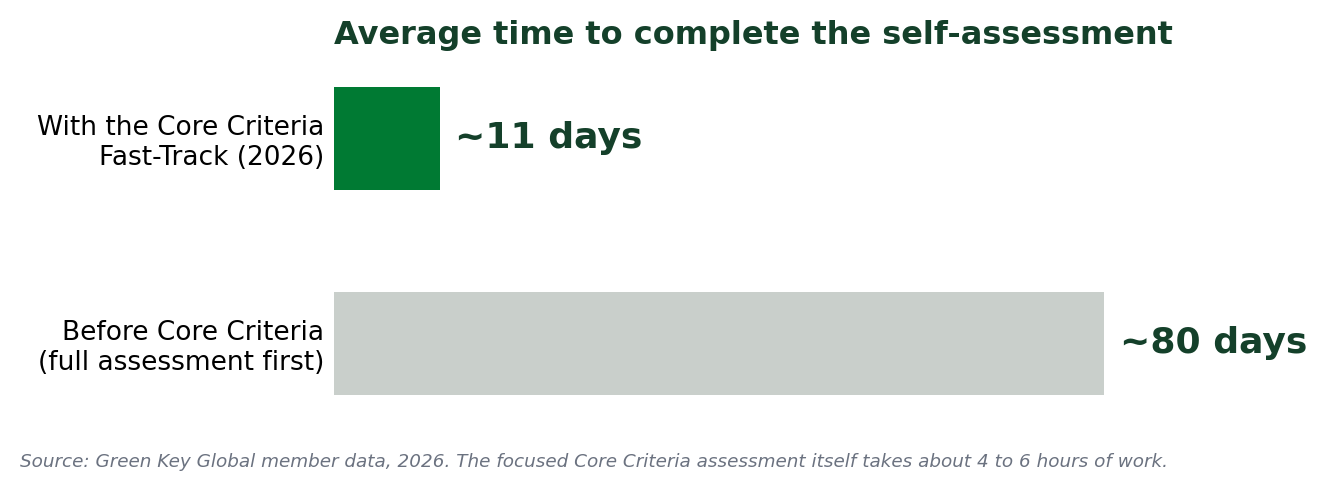 Average time to complete the self-assessment
With the Core Criteria
Fast-Track (2026)
~11 days
Before Core Criteria
(full assessment first)
~80 days
Source: Green Key Global member data, 2026. The focused Core Criteria assessment itself takes about 4 to 6 hours of work.